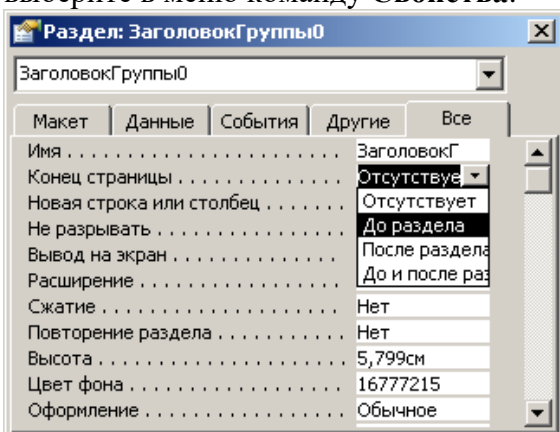 выберите в меню команду Свойства.
Раздел: ЗаголовокГруппы0
ЗаголовокГруппы0
Макет Данные События Другие Все
Имя . . . . . . . . . . . . . . . . . . . . . . . ЗаголовокГ
Конец страницы . . . . . . . . . . . . . Отсутствуе
Новая строка или столбец . . . . . . . Отсутствует
Не разрывать . . . . . . . . . . . . . . . До раздела
Вывод на экран . . . . . . . . . . . . . . После раздела
Расширение . . . . . . . . . . . . . . . . До и после раз
Сжатие . . . . . . . . . . . . . . . . . . . . Нет
Повторение раздела . . . . . . . . . . Нет
Высота . . . . . . . . . . . . . . . . . . . . 5,799см
Цвет фона . . . . . . . . . . . . . . . . . 16777215
Оформление . . . . . . . . . . . . . . . . Обычное